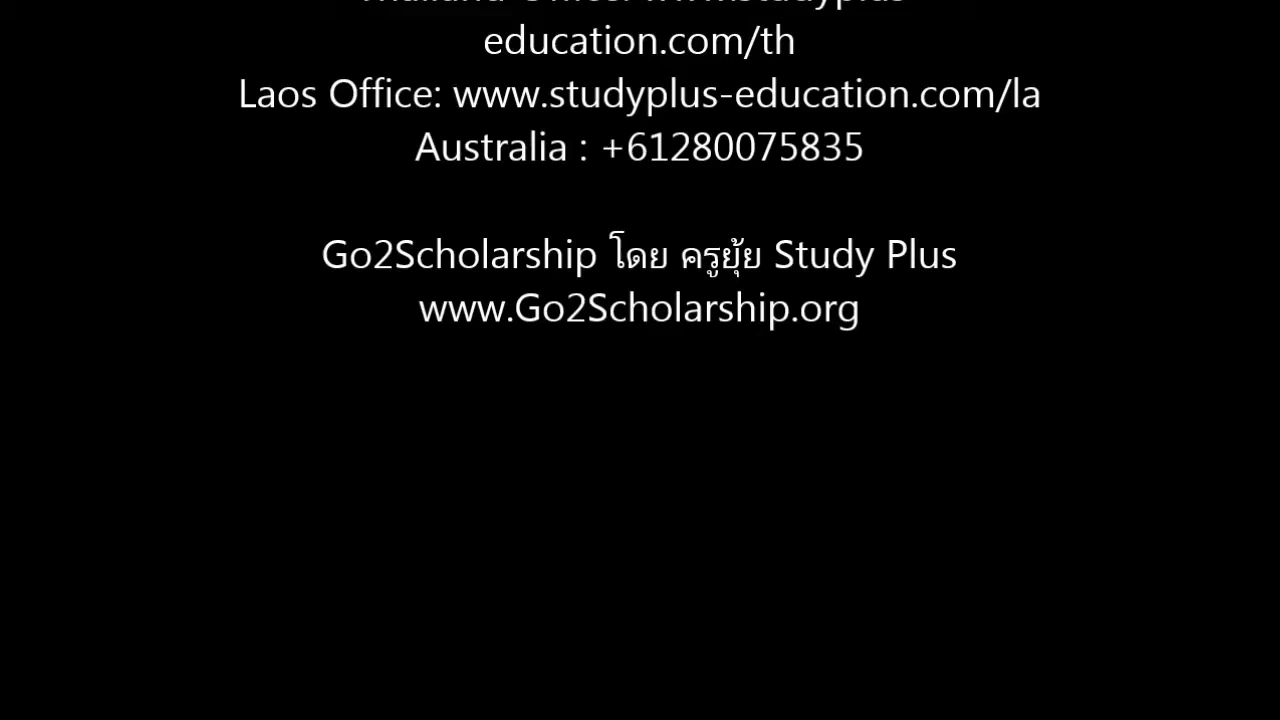 education.com/th
Laos Office: www.studyplus-education.com/la
Australia : +61280075835
Go2Scholarship โดย ครูยุ้ย Study Plus
www.Go2Scholarship.org